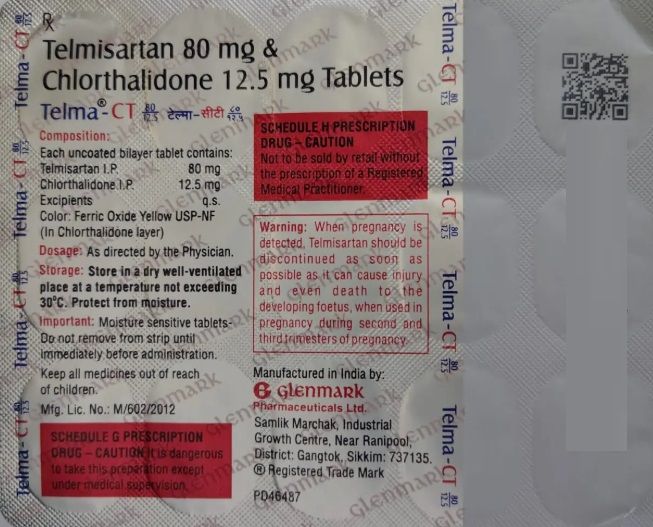 Rx
Telmisartan 80 mg &
Chlorthalidone 12.5 mg Tablets
Telma®-CT 80/12.5 टेल्मा-सीटी ८०/१२.५
Composition:
Each uncoated bilayer tablet contains:
Telmisartan I.P. 80 mg
Chlorthalidone I.P. 12.5 mg
Excipients q.s.
Color: Ferric Oxide Yellow USP-NF
(In Chlorthalidone layer)
Dosage: As directed by the Physician.
Storage: Store in a dry well-ventilated
place at a temperature not exceeding
30°C. Protect from moisture.
Important: Moisture sensitive tablets-
Do not remove from strip until
immediately before administration.
Keep all medicines out of reach
of children.
Mfg. Lic. No.: M/602/2012
SCHEDULE G PRESCRIPTION
DRUG – CAUTION It is dangerous
to take this preparation except
under medical supervision
SCHEDULE H PRESCRIPTION
DRUG – CAUTION
Not to be sold by retail without
the prescription of a Registered
Medical Practitioner.
Warning: When pregnancy is
detected, Telmisartan should be
discontinued as soon as
possible as it can cause injury
and even death to the
developing foetus, when used in
pregnancy during second and
third trimesters of pregnancy.
Manufactured in India by:
G glenmark
Pharmaceuticals Ltd.
Samlik Marchak, Industrial
Growth Centre, Near Ranipool,
District: Gangtok, Sikkim: 737135.
® Registered Trade Mark
PD46487
Telma-CT 80/12.5
Telma-CT 80/12.5
Telma-CT 80/12.5
Telma-CT 80/12.5
Telma-CT 80/12.5
Telma-CT 80/12.5
Telma-CT 80/12.5
Telma-CT 80/12.5